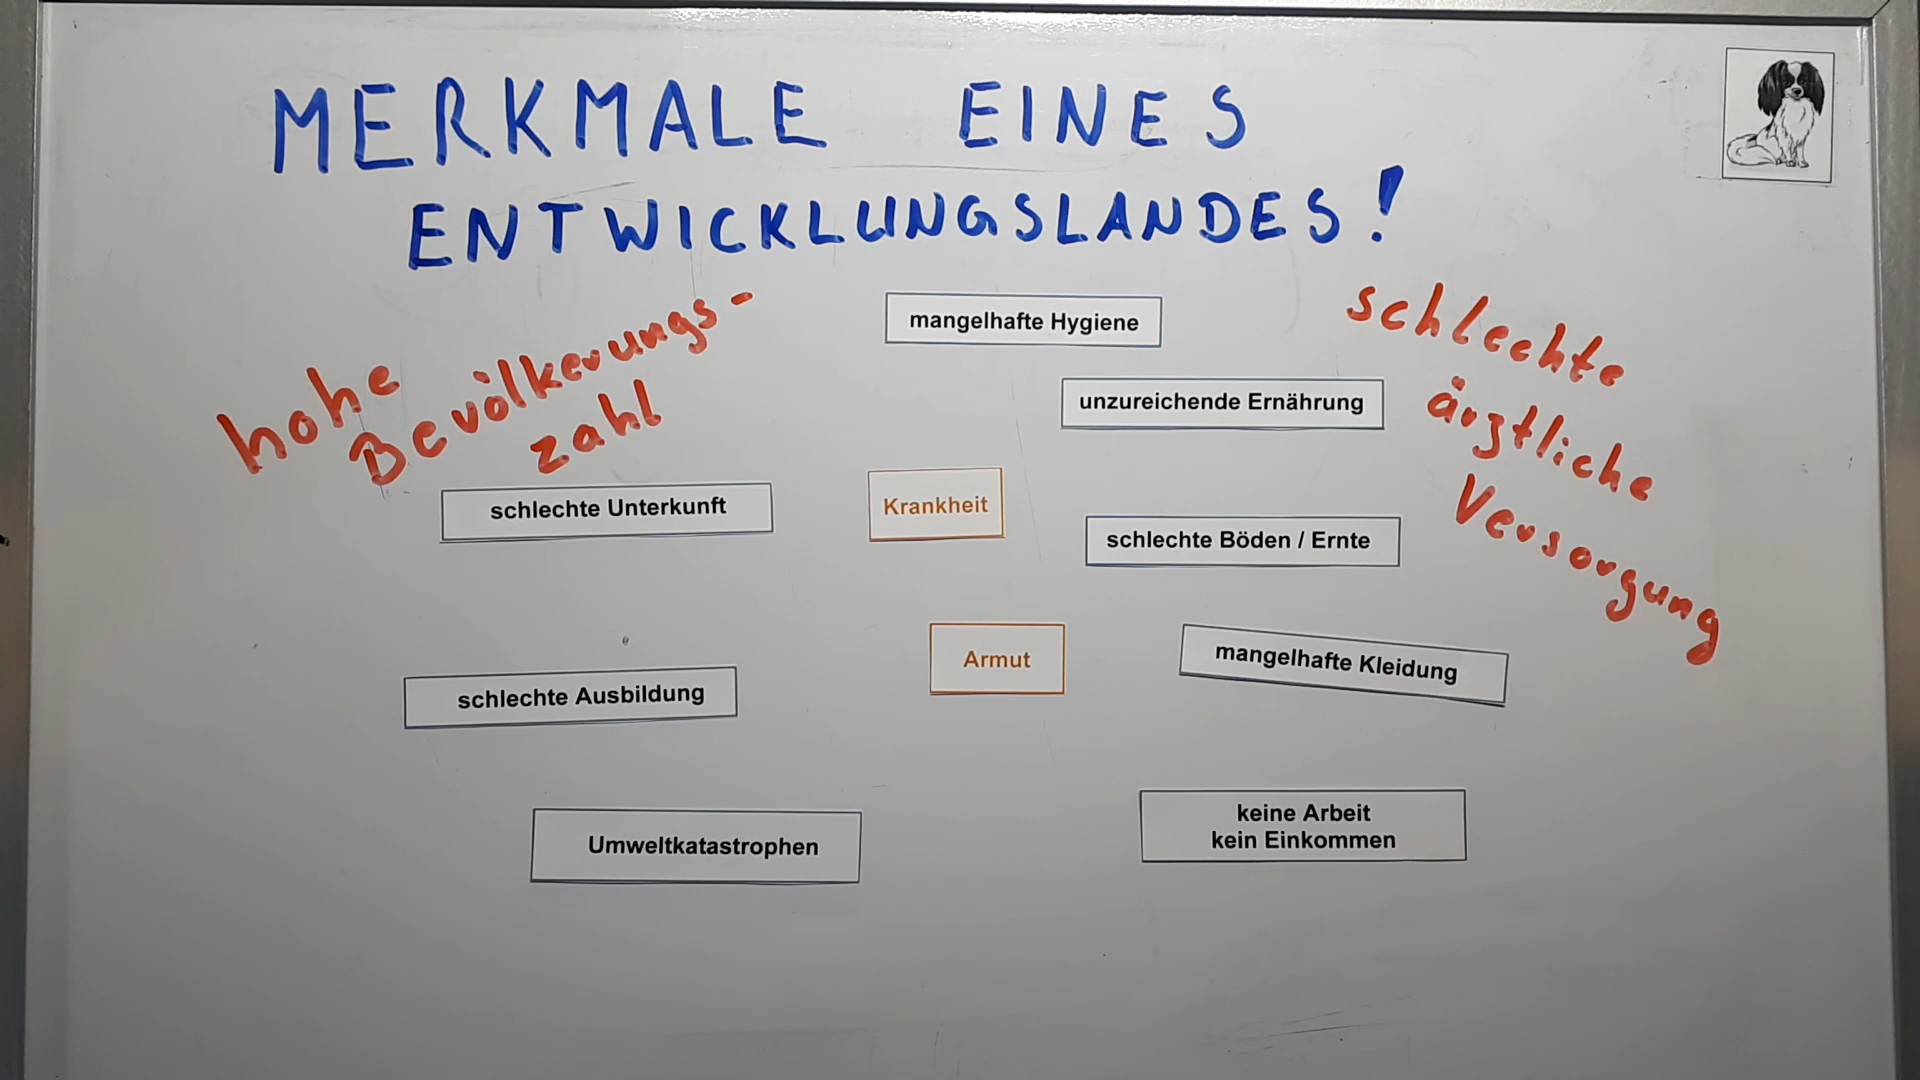 MERKMALE EINES
ENTWICKLUNGSLANDES!
hohe
Bevölkerungs-
zahl
mangelhafte Hygiene
unzureichende Ernährung
schlechte
ärztliche
Versorgung
schlechte Unterkunft
Krankheit
schlechte Böden / Ernte
schlechte Ausbildung
Armut
mangelhafte Kleidung
Umweltkatastrophen
keine Arbeit
kein Einkommen